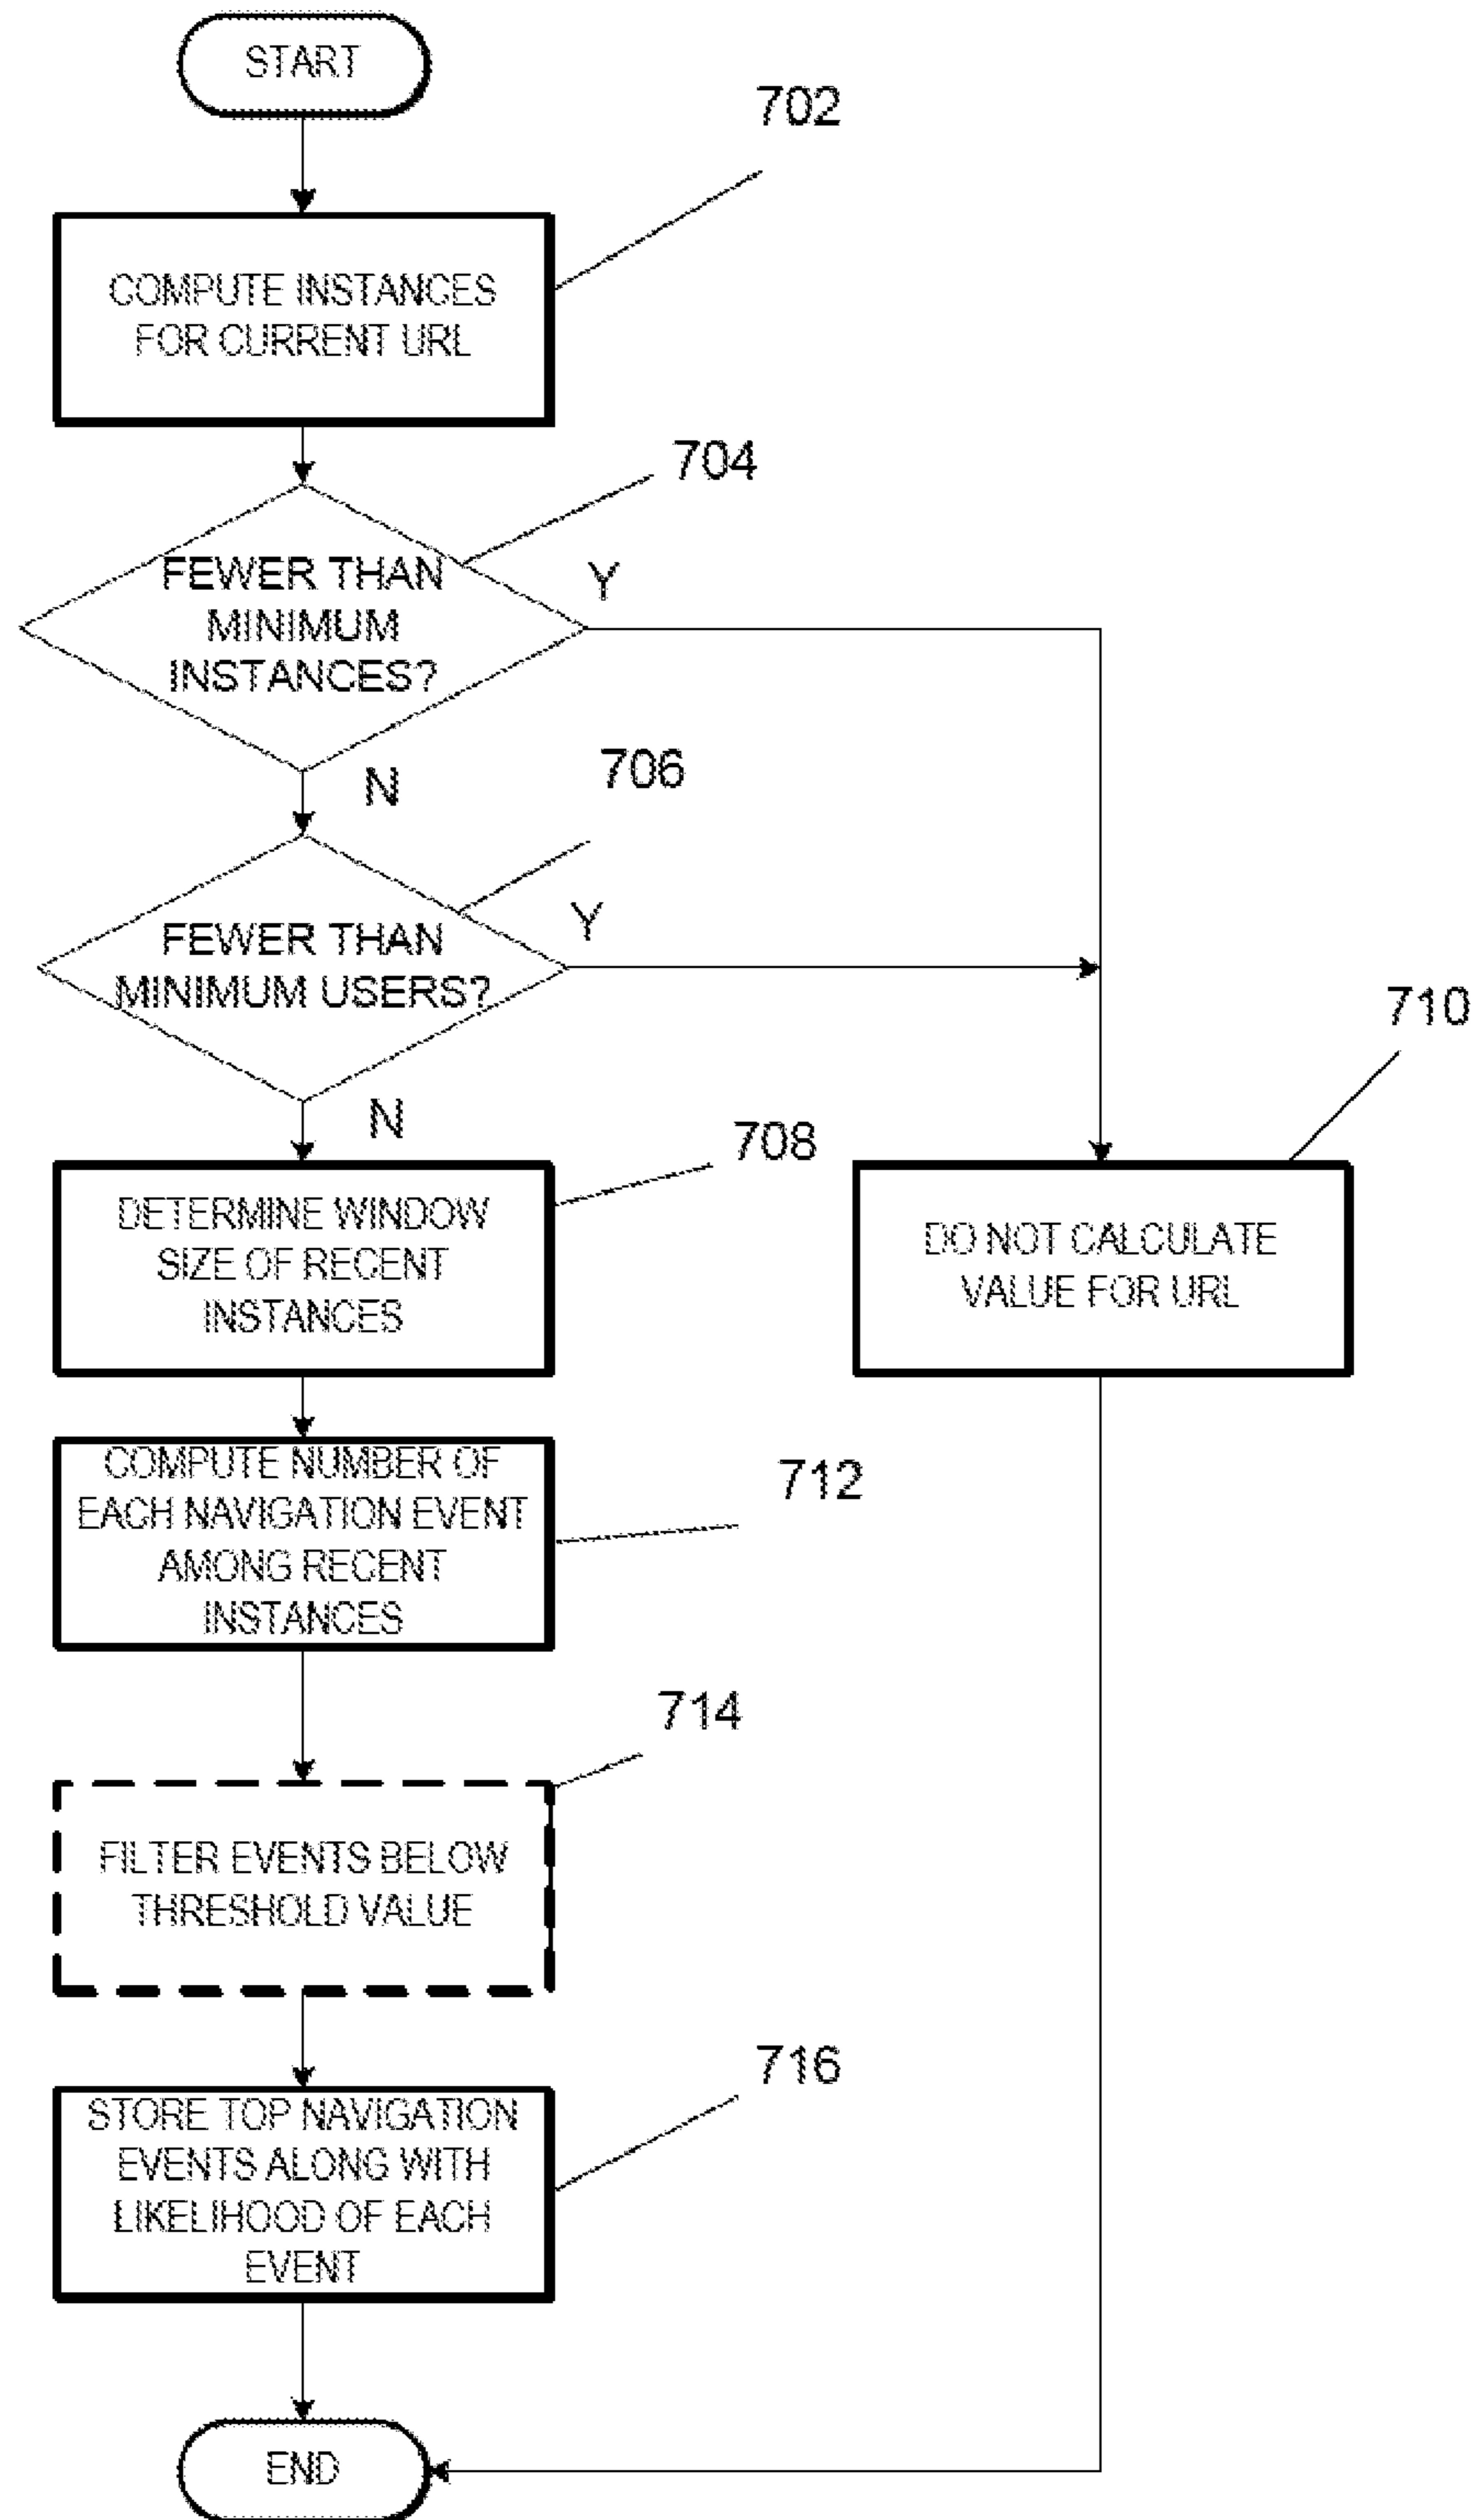 START
702
COMPUTE INSTANCES
FOR CURRENT URL
704
FEWER THAN
MINIMUM
INSTANCES?
Y
N
706
FEWER THAN
MINIMUM USERS?
Y
N
708
DETERMINE WINDOW
SIZE OF RECENT
INSTANCES
710
DO NOT CALCULATE
VALUE FOR URL
COMPUTE NUMBER OF
EACH NAVIGATION EVENT
AMONG RECENT
INSTANCES
712
714
FILTER EVENTS BELOW
THRESHOLD VALUE
716
STORE TOP NAVIGATION
EVENTS ALONG WITH
LIKELIHOOD OF EACH
EVENT
END